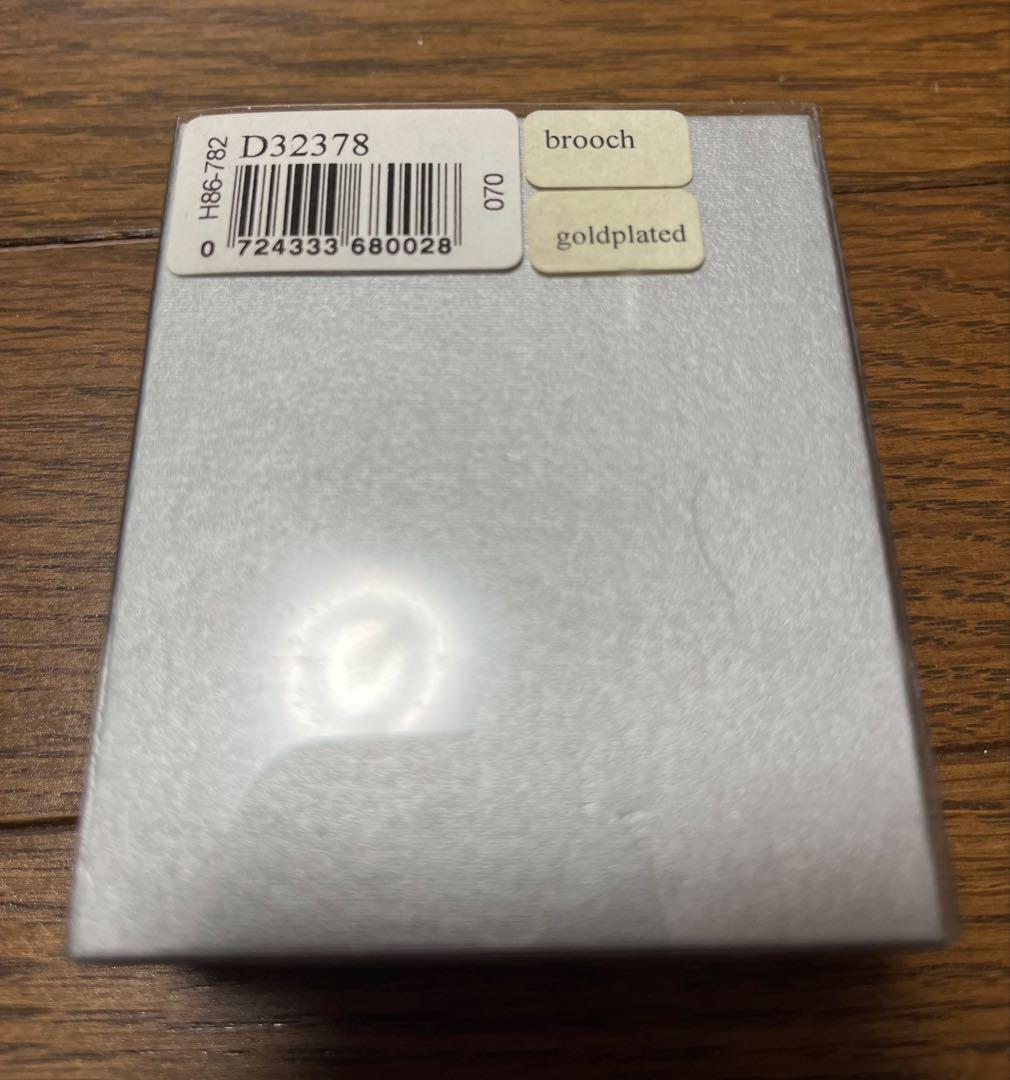 H86-782
D32378
070
0 724333 680028
brooch
goldplated